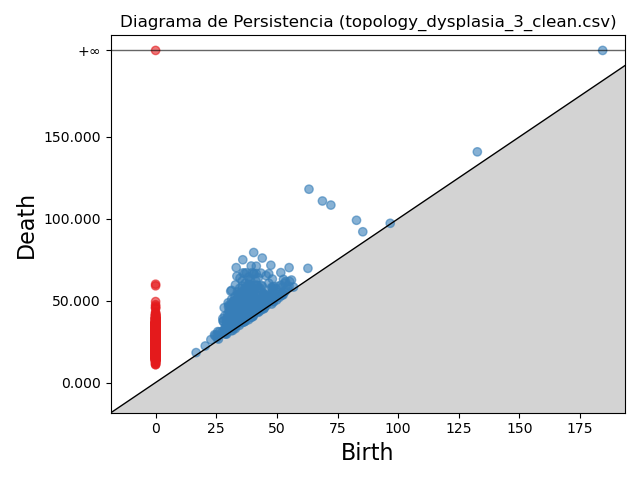 Diagrama de Persistencia (topology_dysplasia_3_clean.csv)
+∞
150.000
100.000
50.000
0.000
Death
0 25 50 75 100 125 150 175
Birth